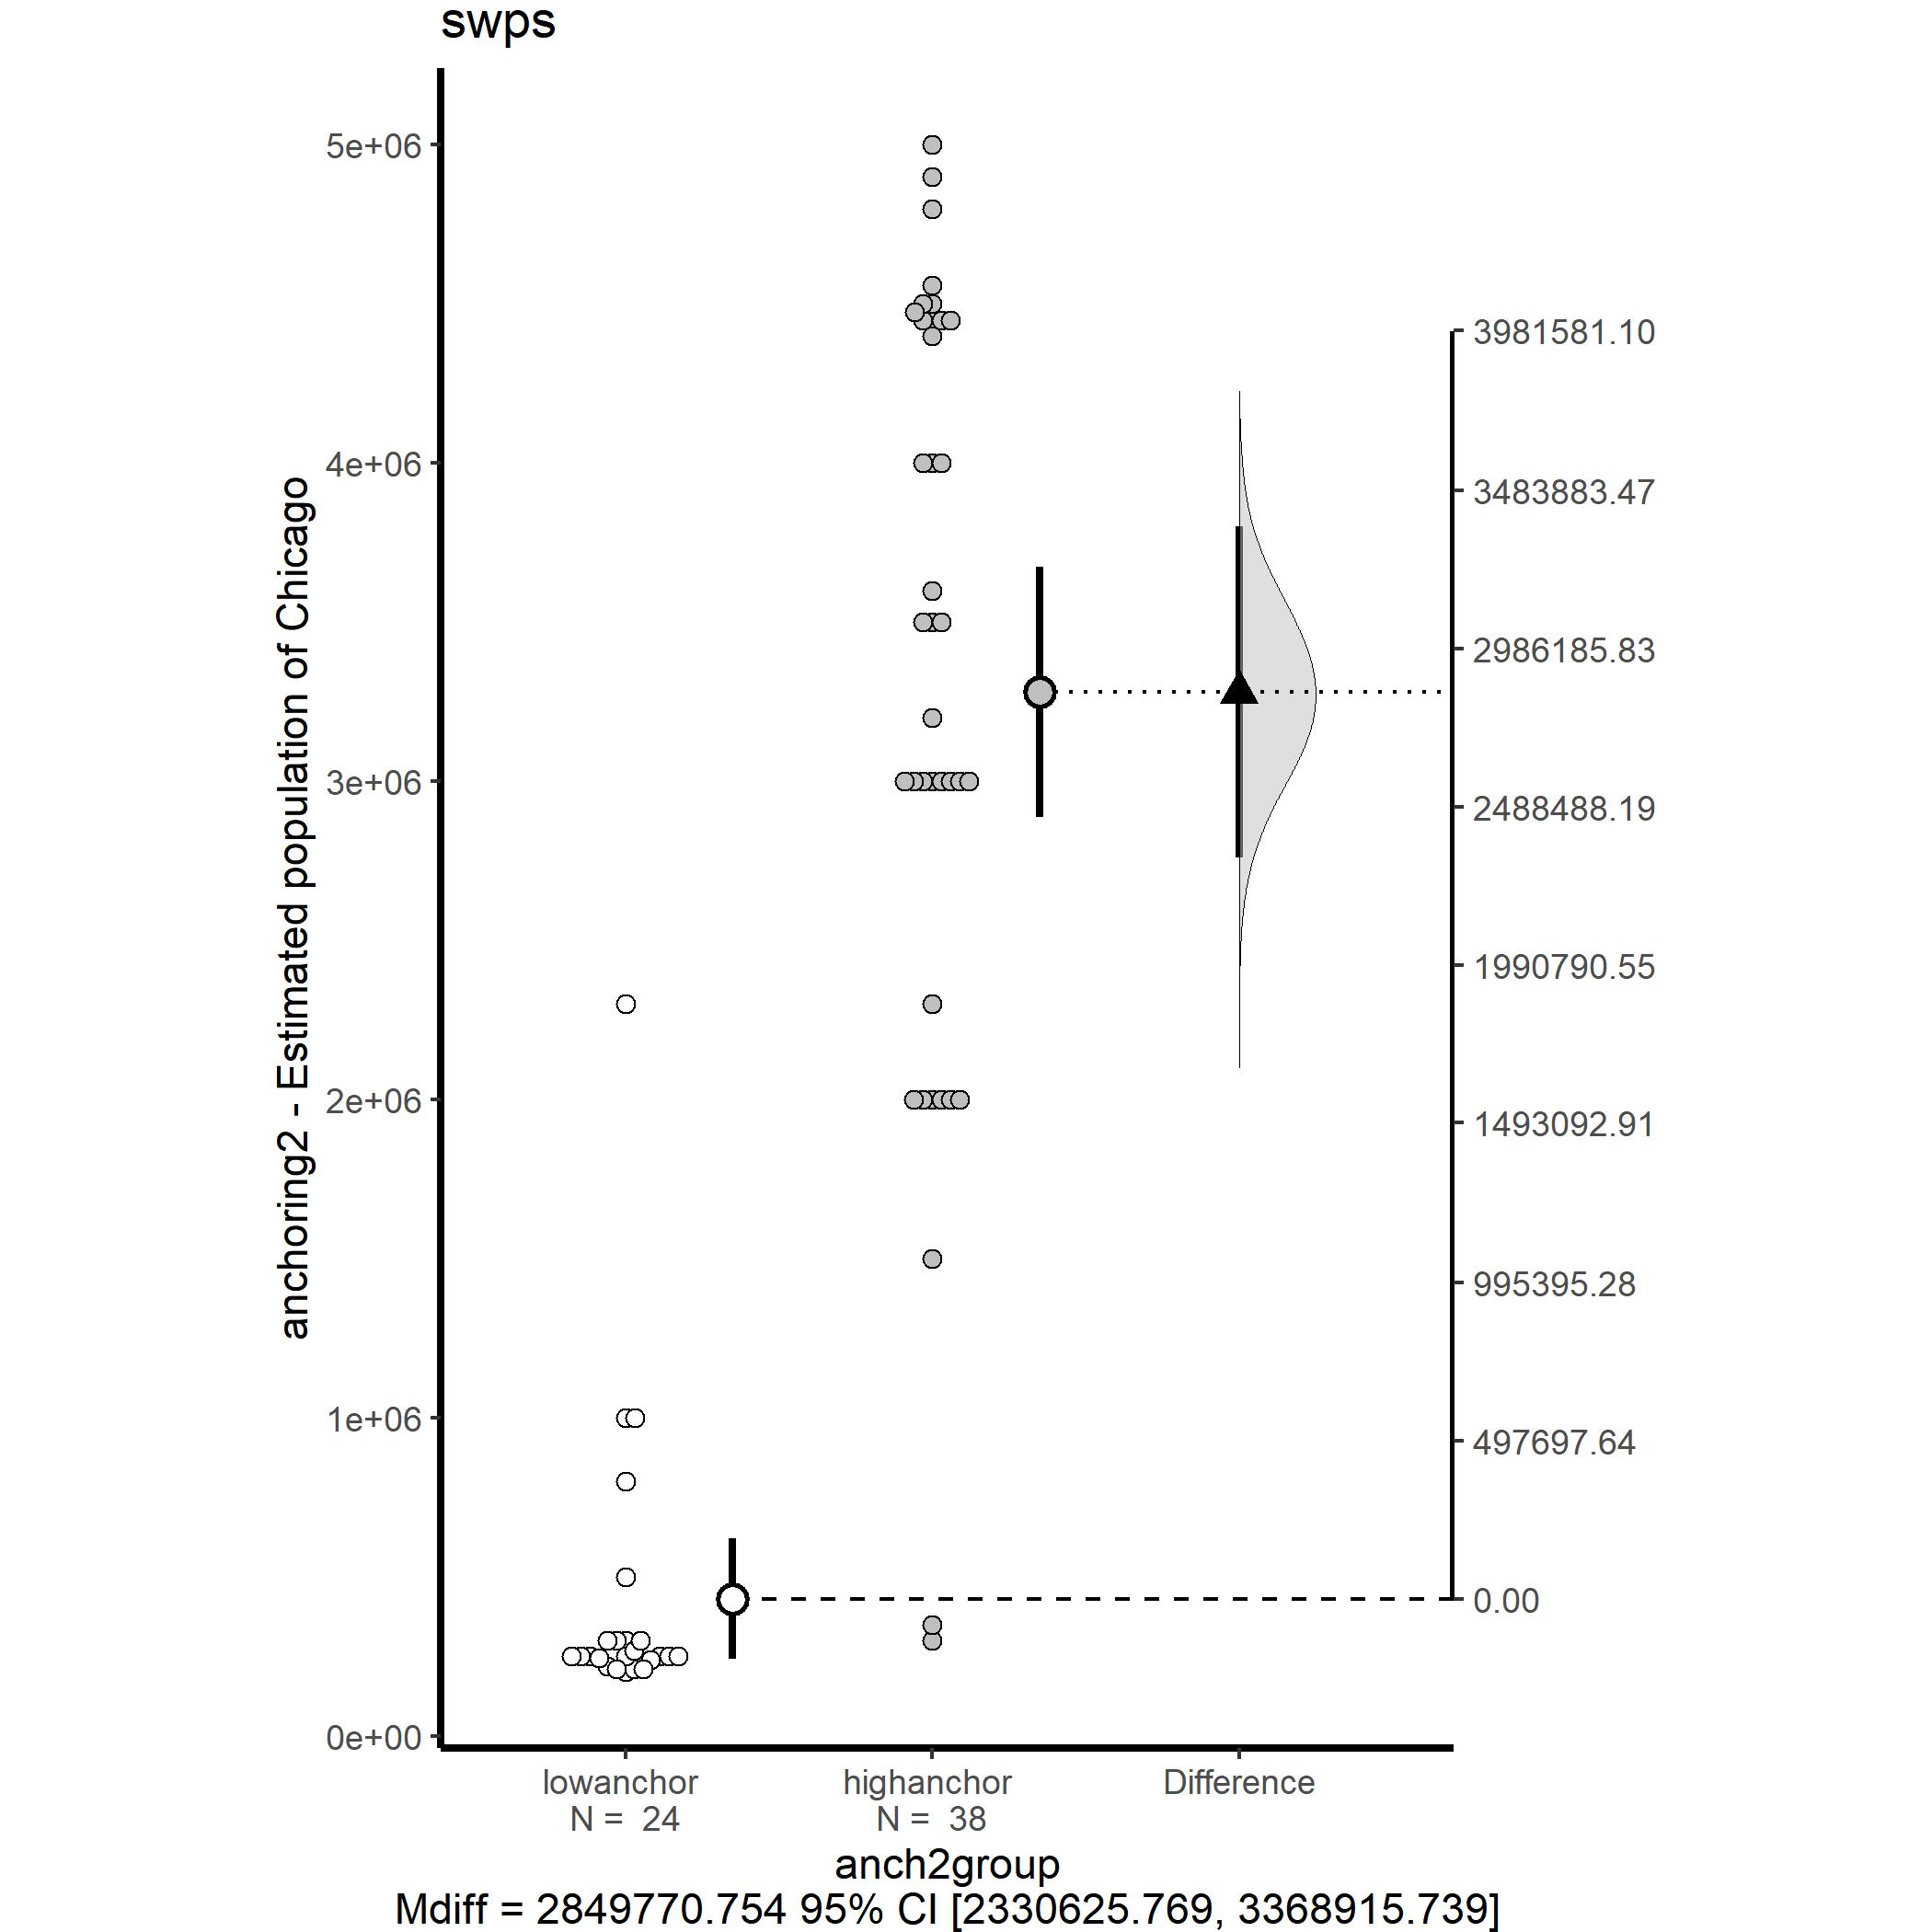 swps
5e+06
4e+06
3e+06
2e+06
1e+06
0e+00
anchoring2 - Estimated population of Chicago
3981581.10
3483883.47
2986185.83
2488488.19
1990790.55
1493092.91
995395.28
497697.64
0.00
lowanchor
N = 24
highanchor
N = 38
Difference
anch2group
Mdiff = 2849770.754 95% CI [2330625.769, 3368915.739]